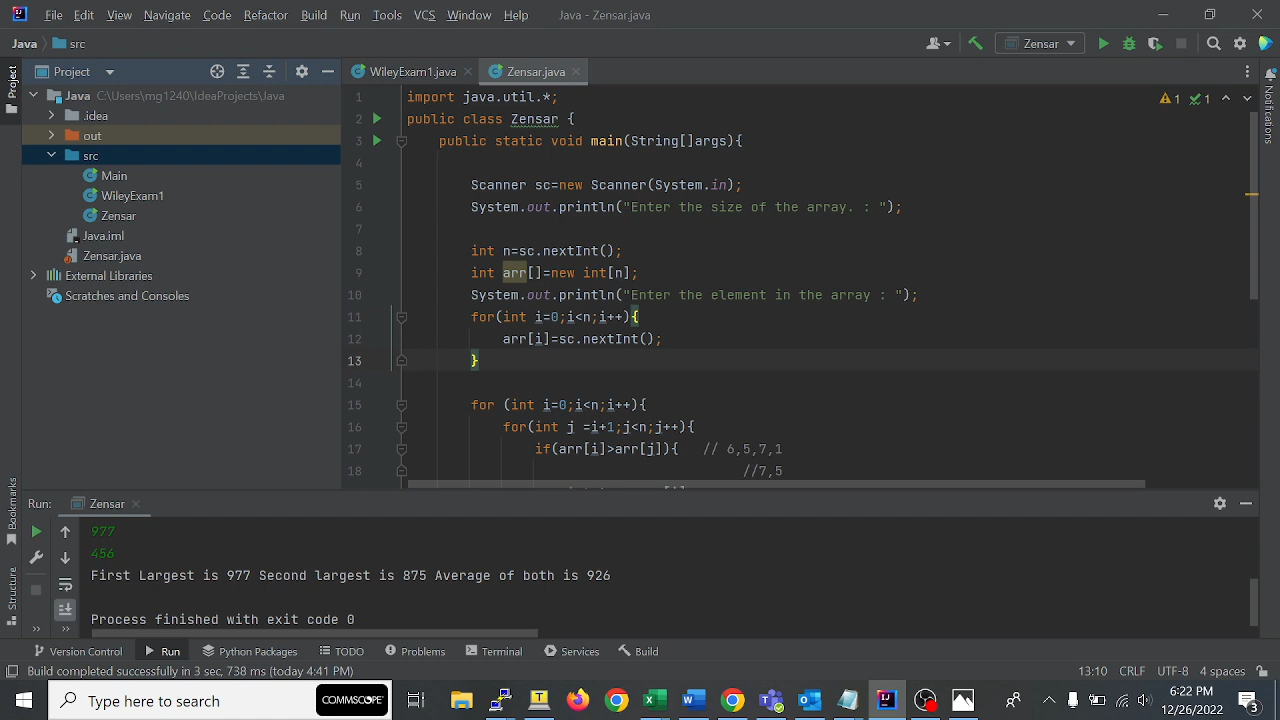 File Edit View Navigate Code Refactor Build Run Tools VCS Window Help Java - Zensar.java
Java src Zensar
Project WileyExam1.java Zensar.java
Java C:\Users\mg1240\IdeaProjects\Java
.idea
out
src
Main
WileyExam1
Zensar
Java.iml
Zensar.java
External Libraries
Scratches and Consoles
Project
Bookmarks
Structure
Notifications
1 1
1 import java.util.*;
2 public class Zensar {
3 public static void main(String[]args){
4
5 Scanner sc=new Scanner(System.in);
6 System.out.println("Enter the size of the array. : ");
7
8 int n=sc.nextInt();
9 int arr[]=new int[n];
10 System.out.println("Enter the element in the array : ");
11 for(int i=0;i<n;i++){
12 arr[i]=sc.nextInt();
13 }
14
15 for (int i=0;i<n;i++){
16 for(int j =i+1;j<n;j++){
17 if(arr[i]>arr[j]){ // 6,5,7,1
18 //7,5
Run: Zensar
977
456
First Largest is 977 Second largest is 875 Average of both is 926
Process finished with exit code 0
Version Control Run Python Packages TODO Problems Terminal Services Build
Build completed successfully in 3 sec, 738 ms (today 4:41 PM) 13:10 CRLF UTF-8 4 spaces
Type here to search COMMSCOPE 6:22 PM
12/26/2022 3